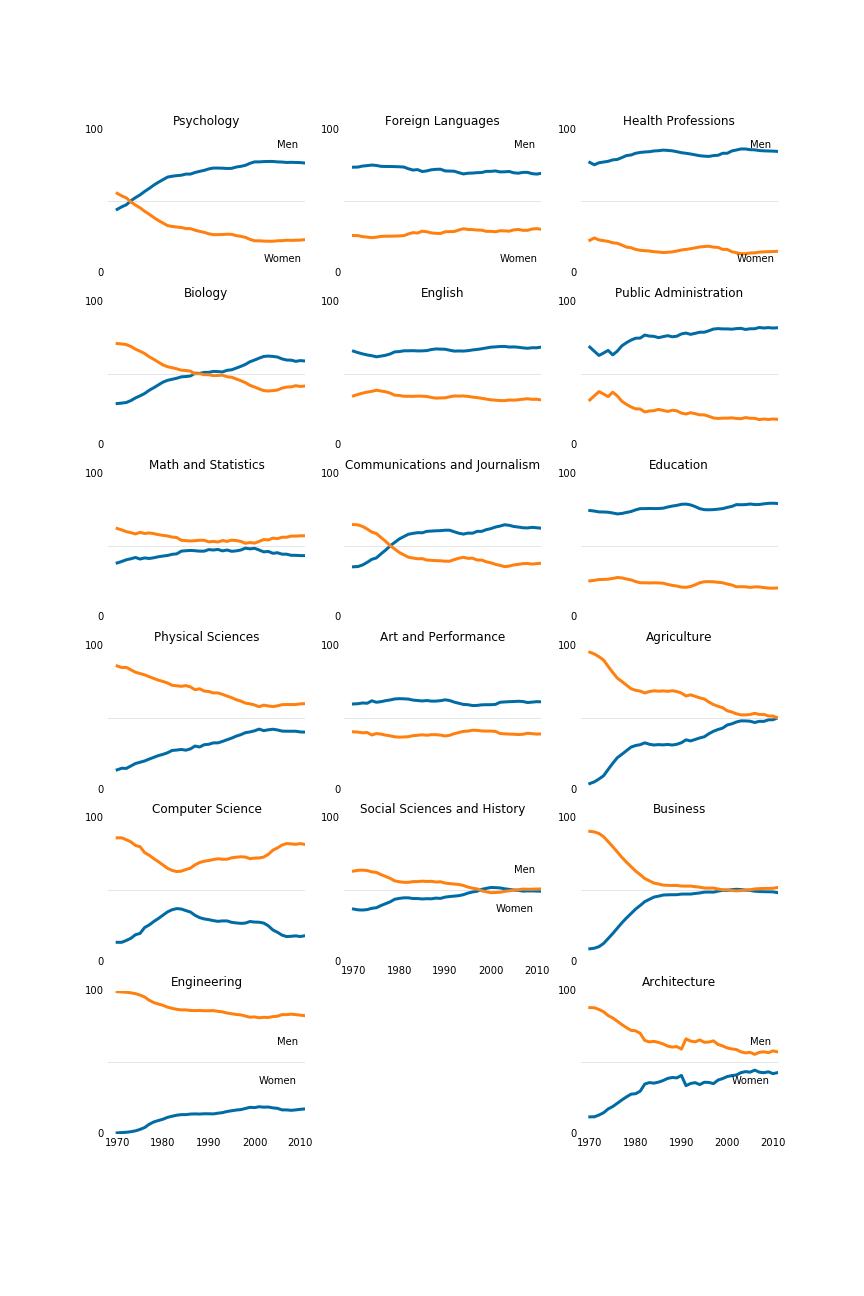 Psychology
Foreign Languages
Health Professions
100
100
100
Men
Men
Men
Women
Women
Women
0
0
0
Biology
English
Public Administration
100
100
100
0
0
0
Math and Statistics
Communications and Journalism
Education
100
100
100
0
0
0
Physical Sciences
Art and Performance
Agriculture
100
100
100
0
0
0
Computer Science
Social Sciences and History
Business
100
100
100
Men
Women
0
0
0
1970 1980 1990 2000 2010
Engineering
Architecture
100
100
Men
Men
Women
Women
0
0
1970 1980 1990 2000 2010
1970 1980 1990 2000 2010